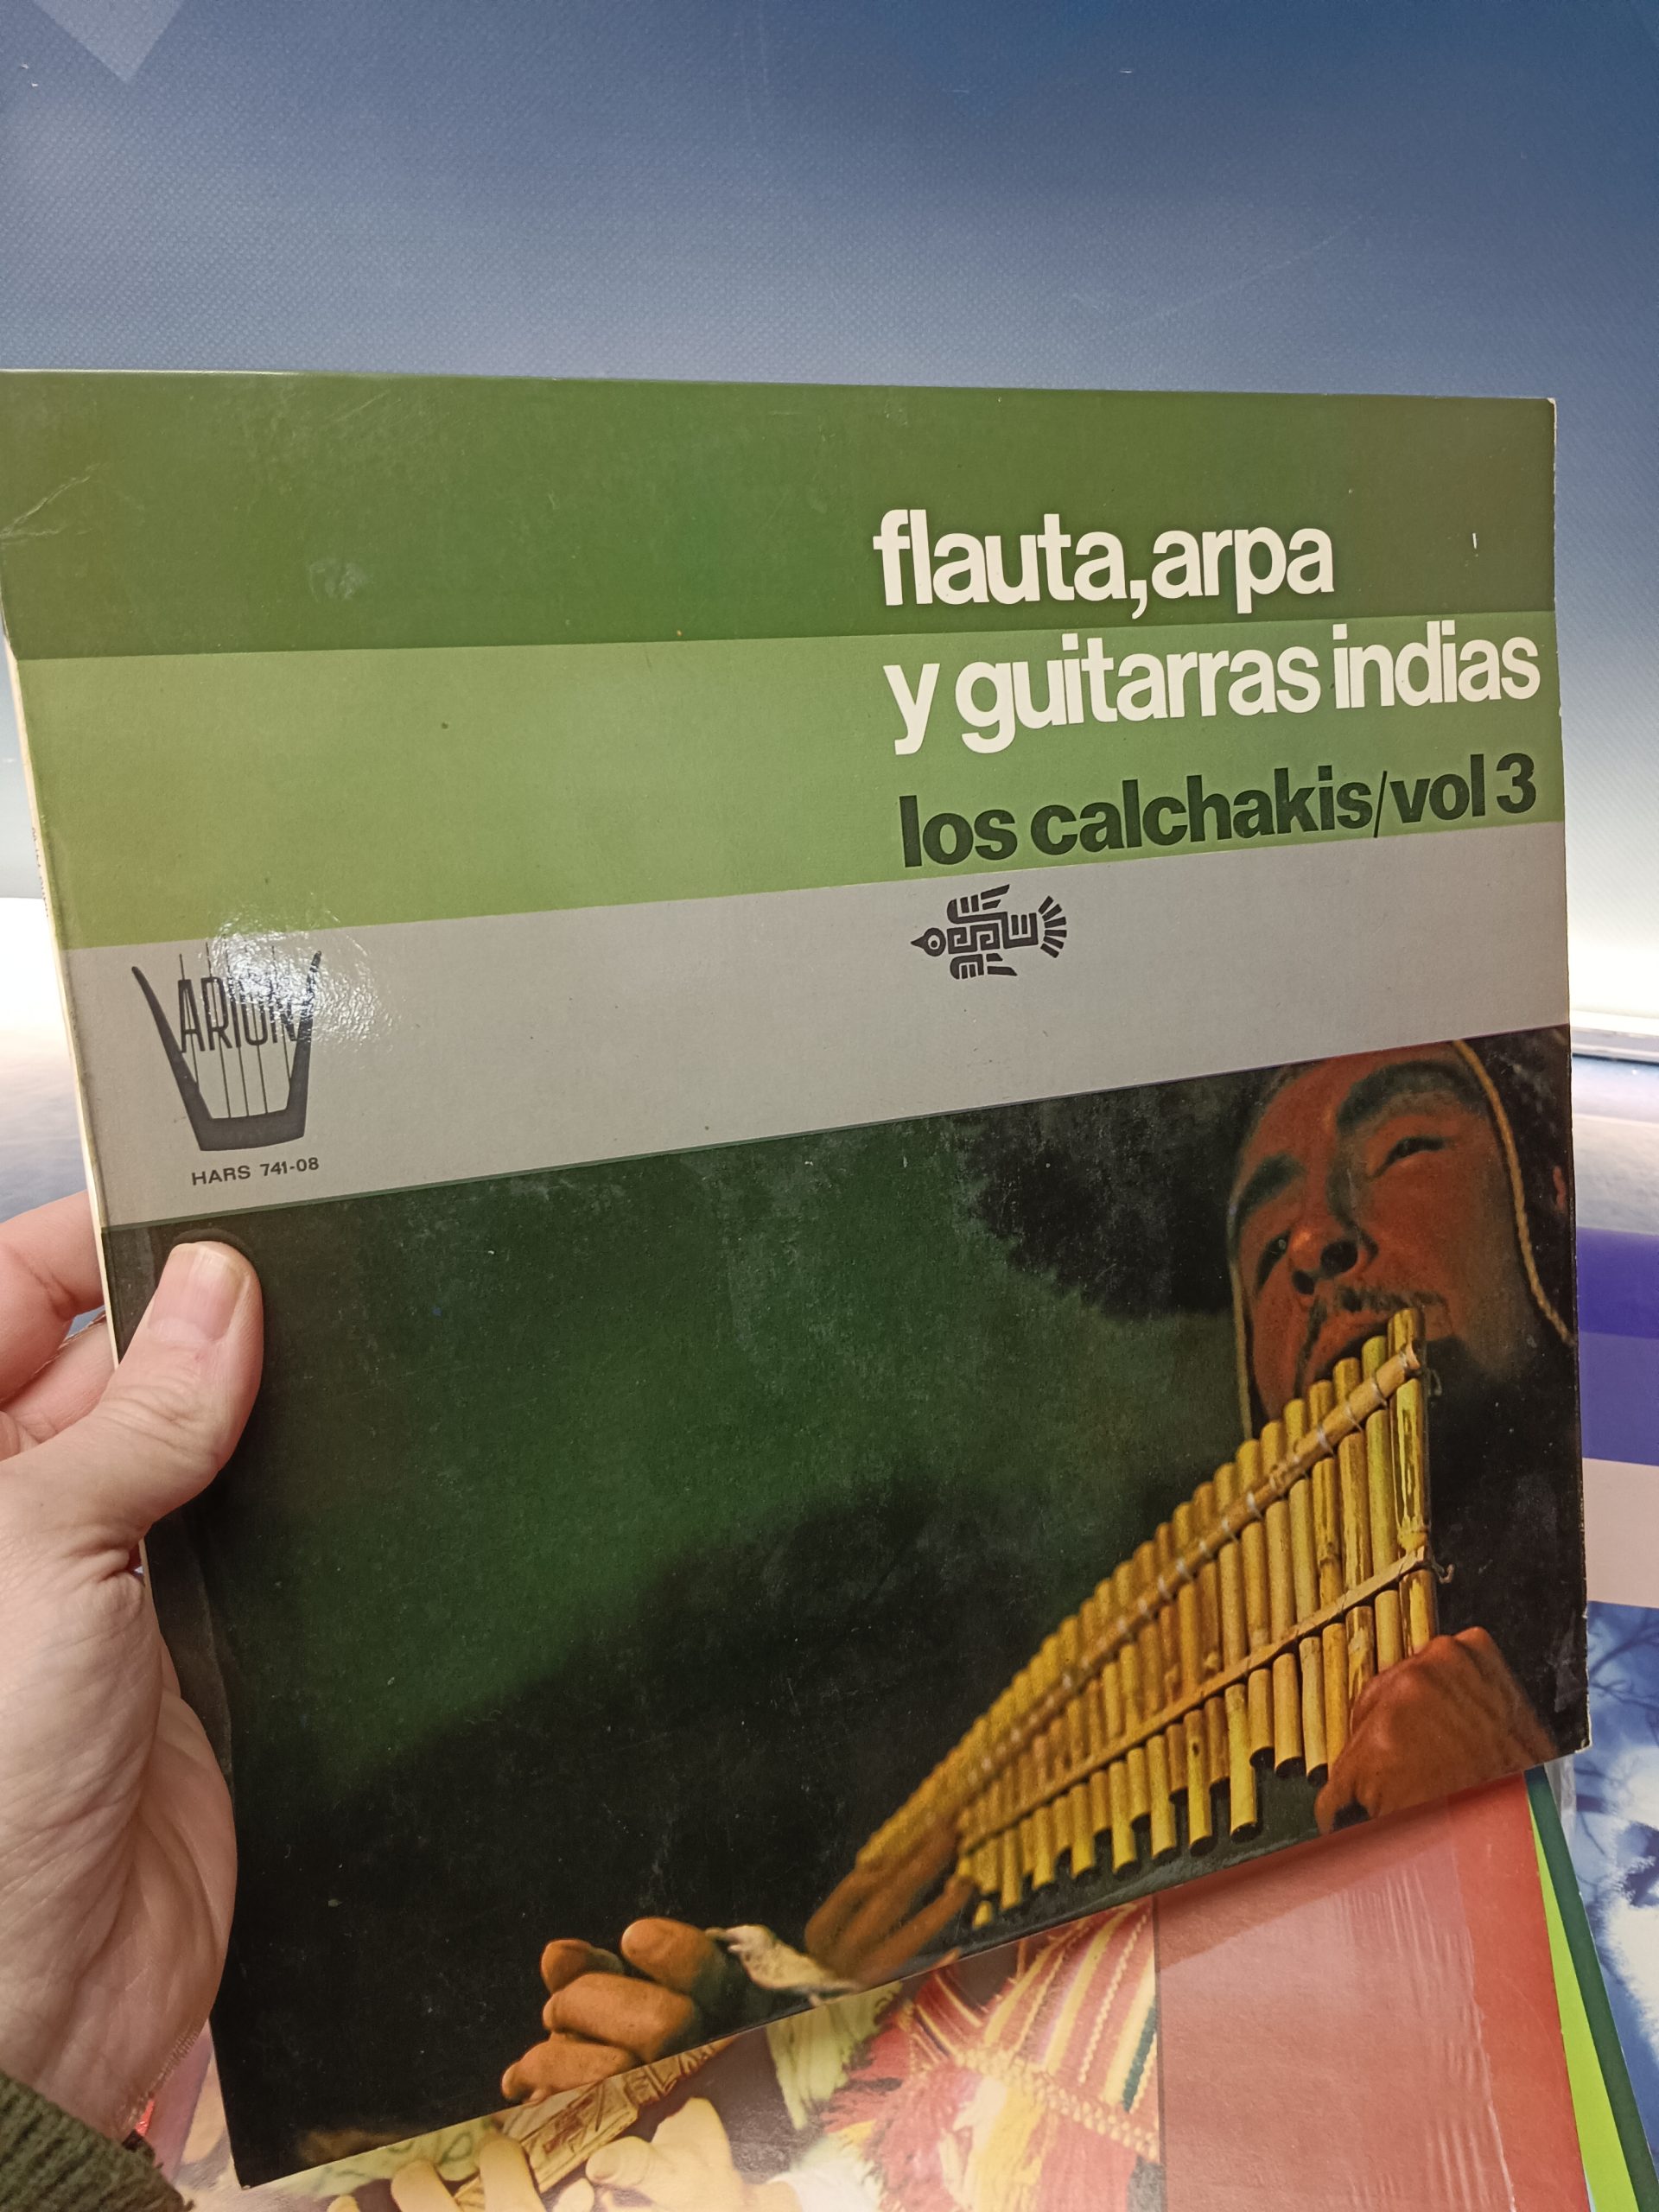 flauta, arpa
y guitarras indias
los calchakis/vol 3
ARION
HARS 741-08